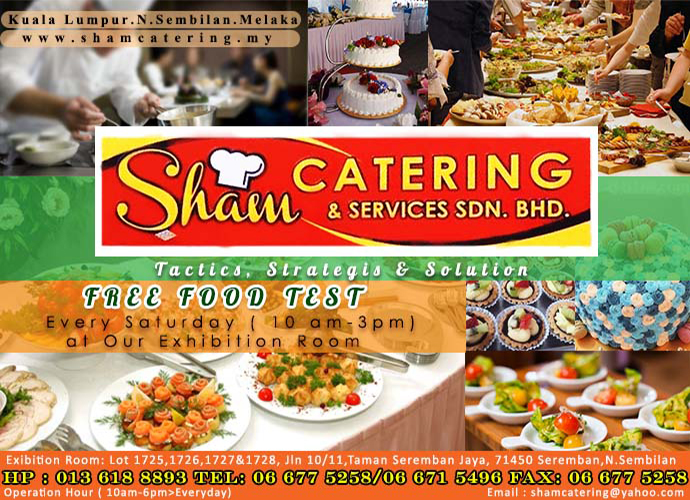 Kuala Lumpur.N.Sembilan.Melaka
www.shamcatering.my
Sham CATERING
& SERVICES SDN. BHD.
Tactics, Strategis & Solution
FREE FOOD TEST
Every Saturday ( 10 am-3pm)
at Our Exhibition Room
Exibition Room: Lot 1725,1726,1727&1728, Jln 10/11,Taman Seremban Jaya, 71450 Seremban,N.Sembilan
HP : 013 618 8893 TEL: 06 677 5258/06 671 5496 FAX: 06 677 5258
Operation Hour ( 10am-6pm>Everyday) Email : shamcatering@yahoo.com